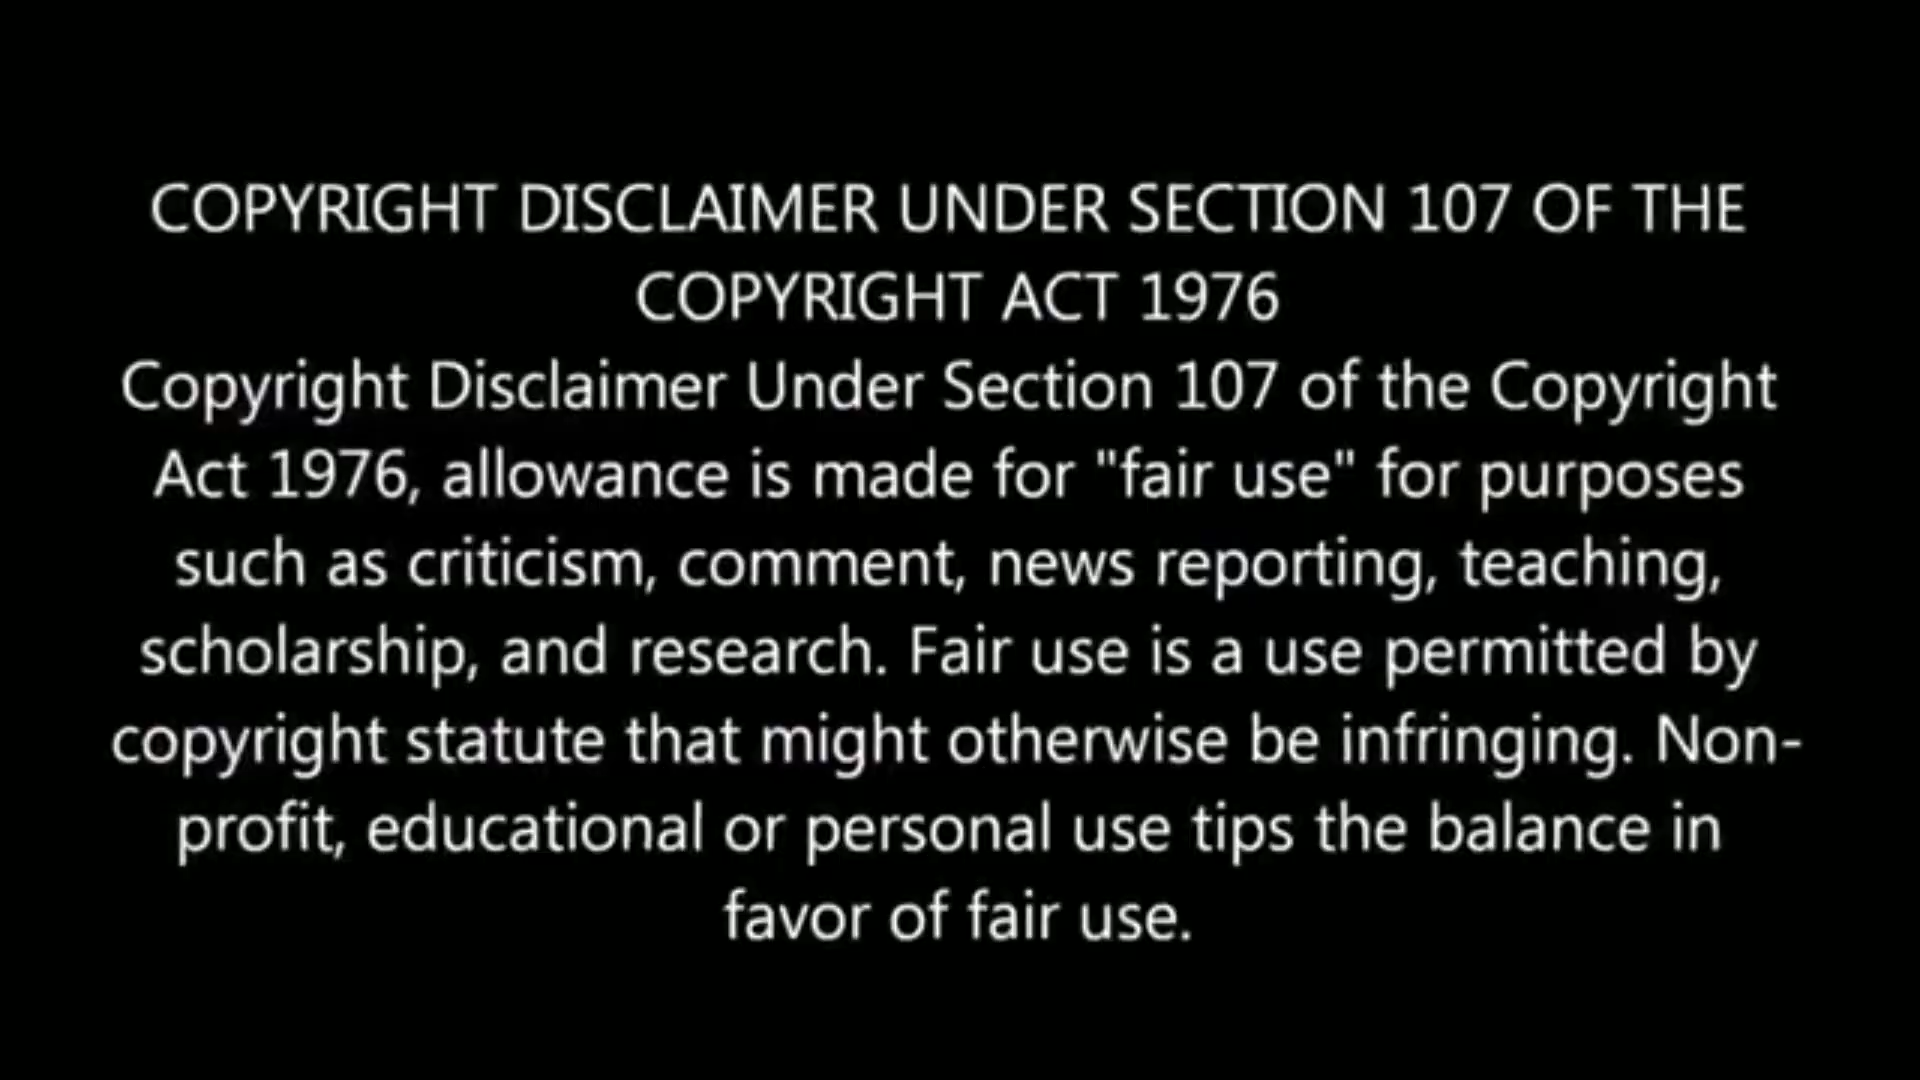 COPYRIGHT DISCLAIMER UNDER SECTION 107 OF THE
COPYRIGHT ACT 1976
Copyright Disclaimer Under Section 107 of the Copyright
Act 1976, allowance is made for "fair use" for purposes
such as criticism, comment, news reporting, teaching,
scholarship, and research. Fair use is a use permitted by
copyright statute that might otherwise be infringing. Non-
profit, educational or personal use tips the balance in
favor of fair use.